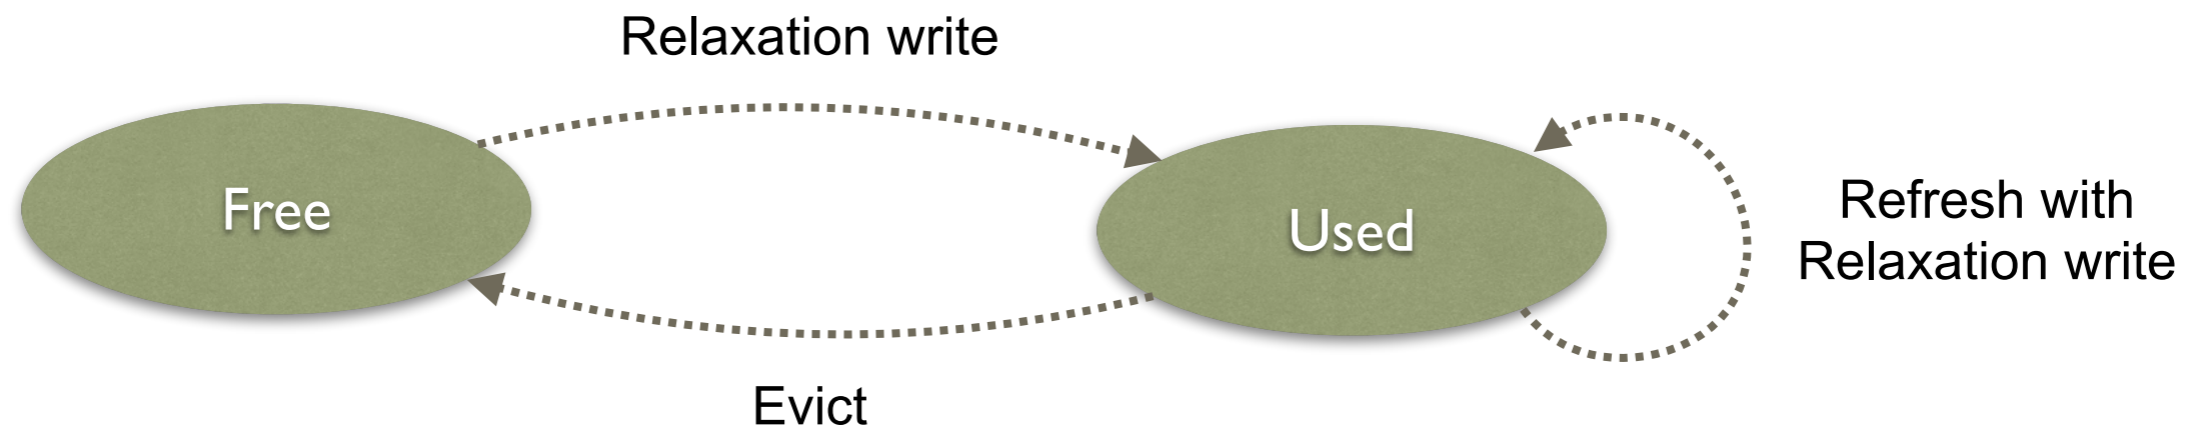 Relaxation write
Free
Used
Refresh with
Relaxation write
Evict